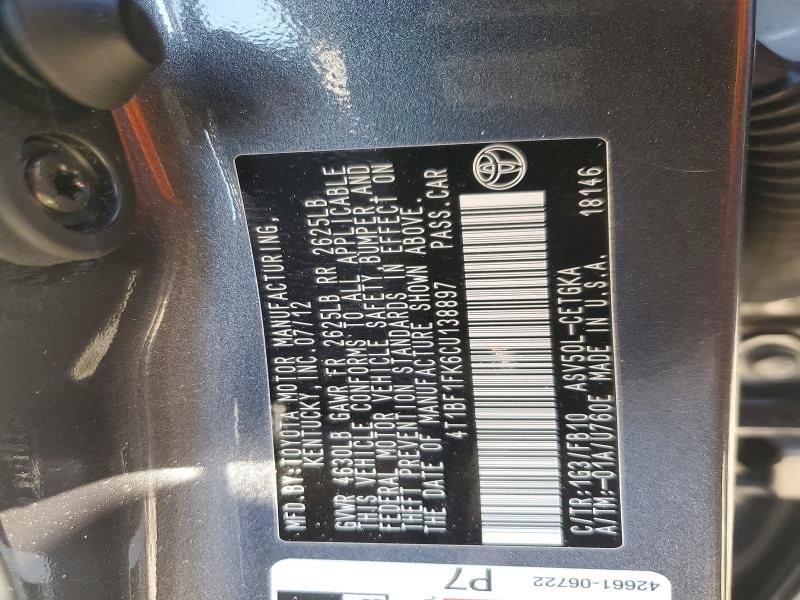 MFD.BY:TOYOTA MOTOR MANUFACTURING,
KENTUCKY, INC. 07/12
GVWR 4630LB GAWR FR 2625LB RR 2625LB
THIS VEHICLE CONFORMS TO ALL APPLICABLE
FEDERAL MOTOR VEHICLE SAFETY, BUMPER, AND
THEFT PREVENTION STANDARDS IN EFFECT ON
THE DATE OF MANUFACTURE SHOWN ABOVE.
4T1BF1FK6CU138897 PASS.CAR
C/TR:1G3/FB10 ASV50L-CETGKA
A/TM:-01A/U760E MADE IN U.S.A. 18146
P7
42661-06722